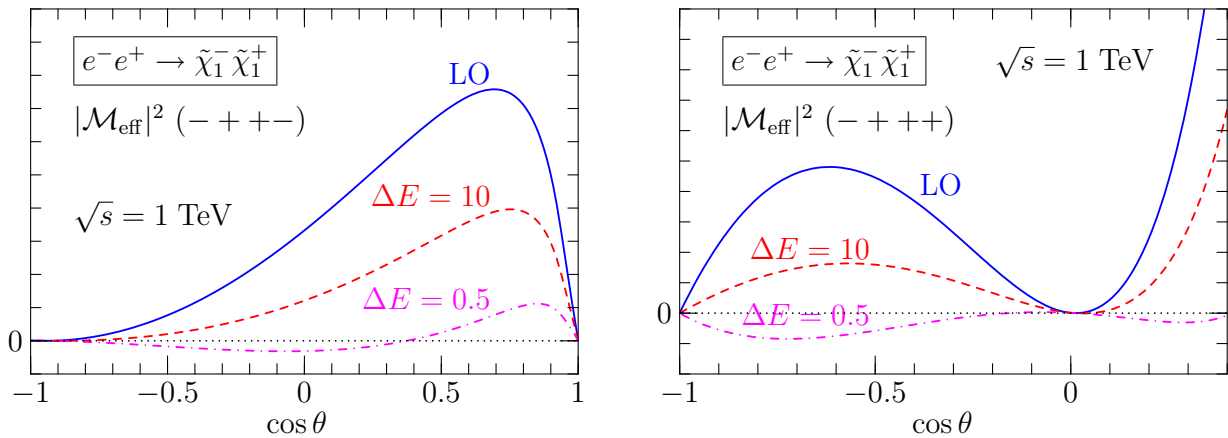 e⁻e⁺ → χ̃₁⁻ χ̃₁⁺
LO
|ℳ_eff|² (− + +−)
ΔE = 10
√s = 1 TeV
ΔE = 0.5
0
−1 −0.5 0 0.5 1
cos θ
e⁻e⁺ → χ̃₁⁻ χ̃₁⁺
√s = 1 TeV
|ℳ_eff|² (− + ++)
LO
ΔE = 10
0
ΔE = 0.5
−1 −0.5 0
cos θ